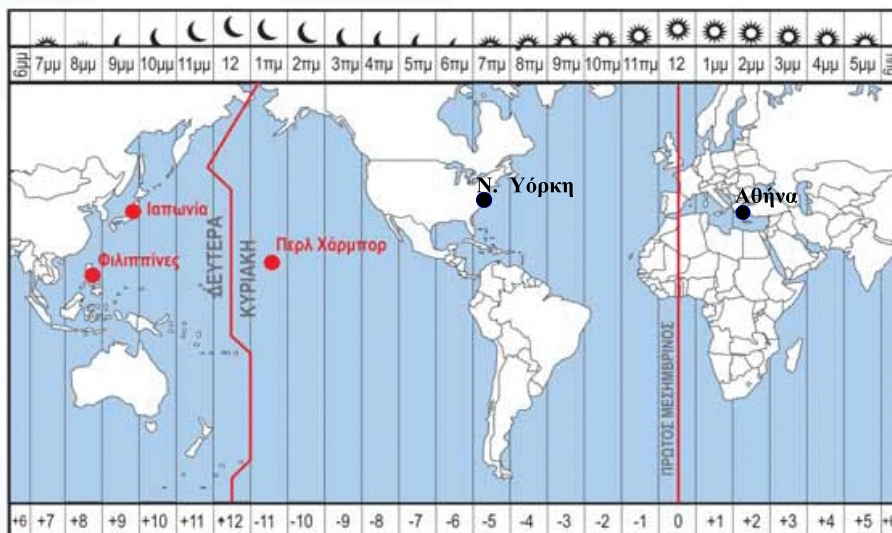 6μμ 7μμ 8μμ 9μμ 10μμ 11μμ 12 1πμ 2πμ 3πμ 4πμ 5πμ 6πμ 7πμ 8πμ 9πμ 10πμ 11πμ 12 1μμ 2μμ 3μμ 4μμ 5μμ
Ν. Υόρκη
Αθήνα
Ιαπωνία
Περλ Χάρμπορ
Φιλιππίνες
ΔΕΥΤΕΡΑ
ΚΥΡΙΑΚΗ
ΠΡΩΤΟΣ ΜΕΣΗΜΒΡΙΝΟΣ
+6 +7 +8 +9 +10 +11 +12 -11 -10 -9 -8 -7 -6 -5 -4 -3 -2 -1 0 +1 +2 +3 +4 +5